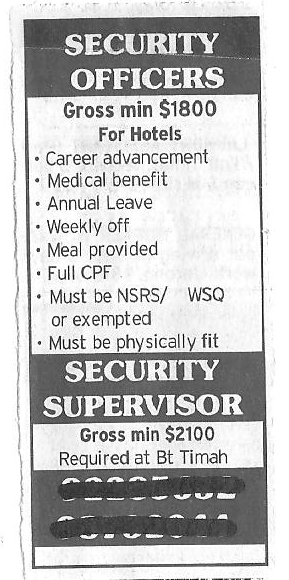 SECURITY
OFFICERS
Gross min $1800
For Hotels
• Career advancement
• Medical benefit
• Annual Leave
• Weekly off
• Meal provided
• Full CPF
• Must be NSRS/ WSQ
or exempted
• Must be physically fit
SECURITY
SUPERVISOR
Gross min $2100
Required at Bt Timah